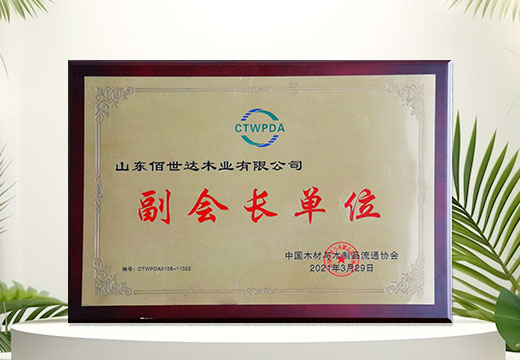 CTWPDA
山东佰世达木业有限公司
副会长单位
中国木材与木制品流通协会
2021年3月29日
编号：CTWPDA0108-11022